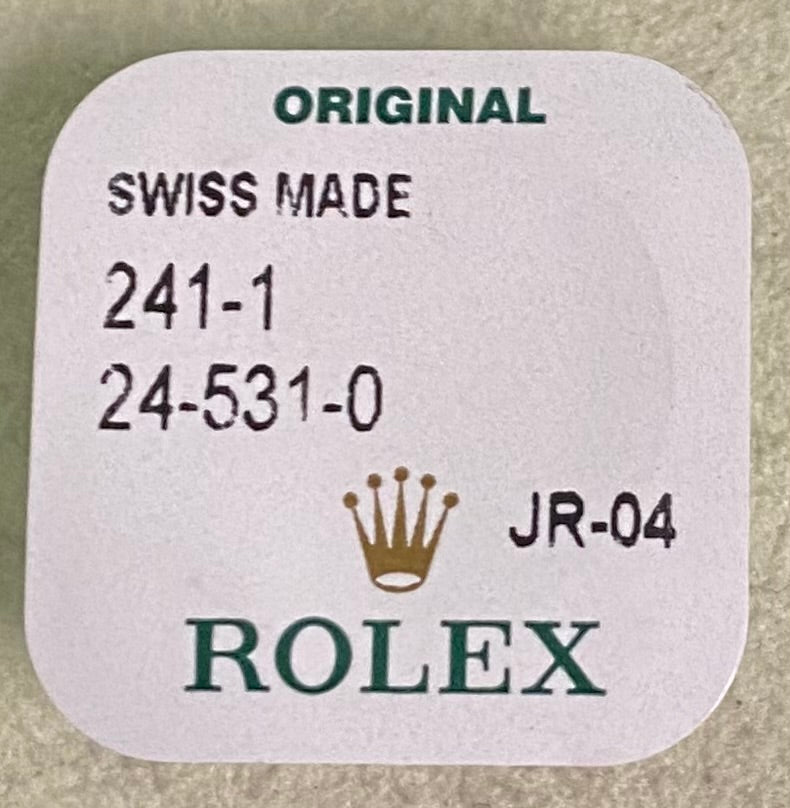 ORIGINAL
SWISS MADE
241-1
24-531-0
JR-04
ROLEX